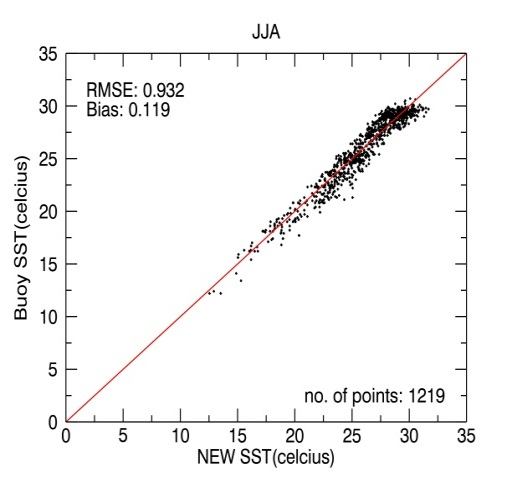 JJA
35
RMSE: 0.932
Bias: 0.119
30
25
20
15
10
5
0
Buoy SST(celcius)
no. of points: 1219
0 5 10 15 20 25 30 35
NEW SST(celcius)